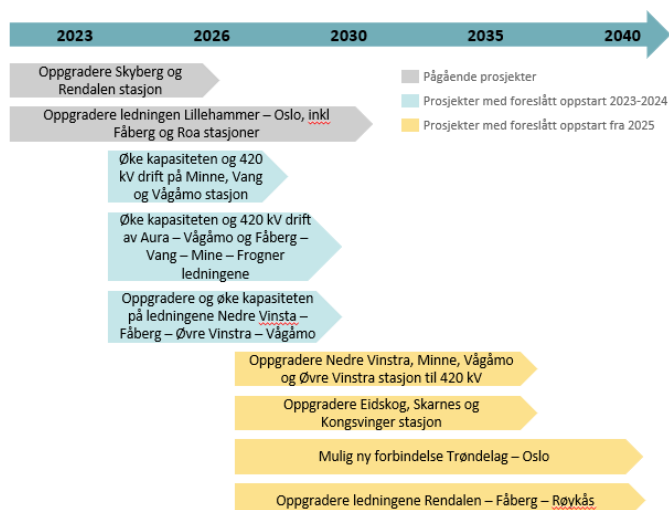 2023 2026 2030 2035 2040
Oppgradere Skyberg og
Rendalen stasjon
Pågående prosjekter
Prosjekter med foreslått oppstart 2023-2024
Prosjekter med foreslått oppstart fra 2025
Oppgradere ledningen Lillehammer – Oslo, inkl
Fåberg og Roa stasjoner
Øke kapasiteten og 420
kV drift på Minne, Vang
og Vågåmo stasjon
Øke kapasiteten og 420 kV drift
av Aura – Vågåmo og Fåberg –
Vang – Mine – Frogner
ledningene
Oppgradere og øke kapasiteten
på ledningene Nedre Vinsta –
Fåberg – Øvre Vinstra – Vågåmo
Oppgradere Nedre Vinstra, Minne, Vågåmo
og Øvre Vinstra stasjon til 420 kV
Oppgradere Eidskog, Skarnes og
Kongsvinger stasjon
Mulig ny forbindelse Trøndelag – Oslo
Oppgradere ledningene Rendalen – Fåberg – Røykås